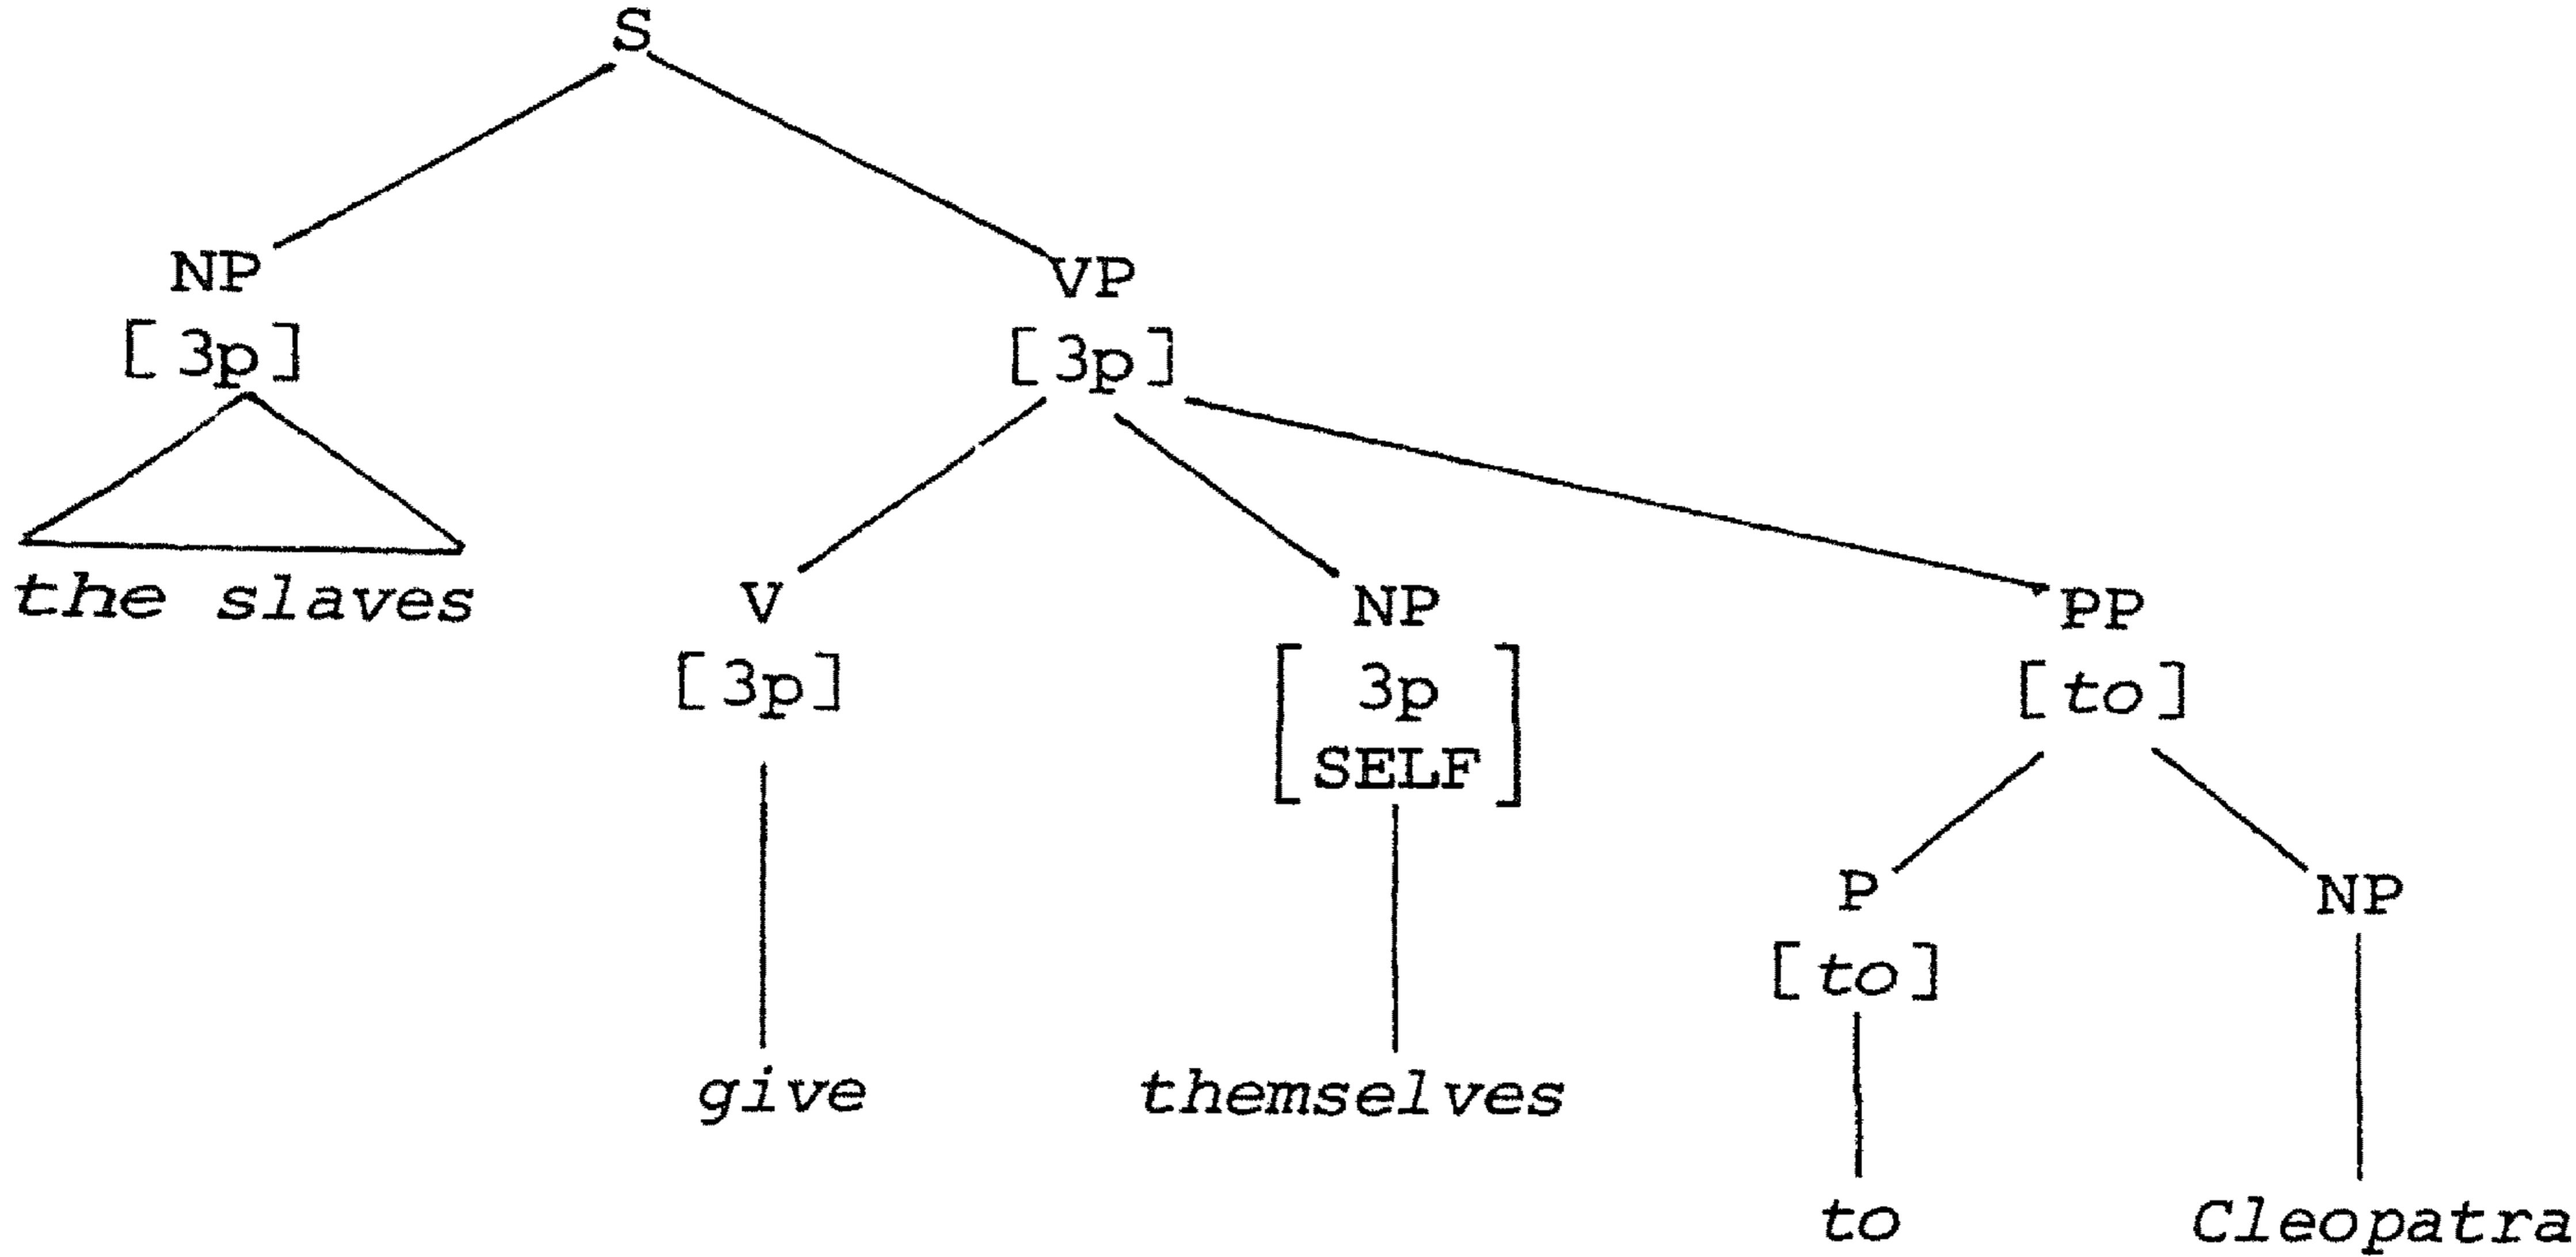 S
NP VP
[3p] [3p]
the slaves V NP PP
[3p] [3p SELF] [to]
P NP
[to]
give themselves
to Cleopatra